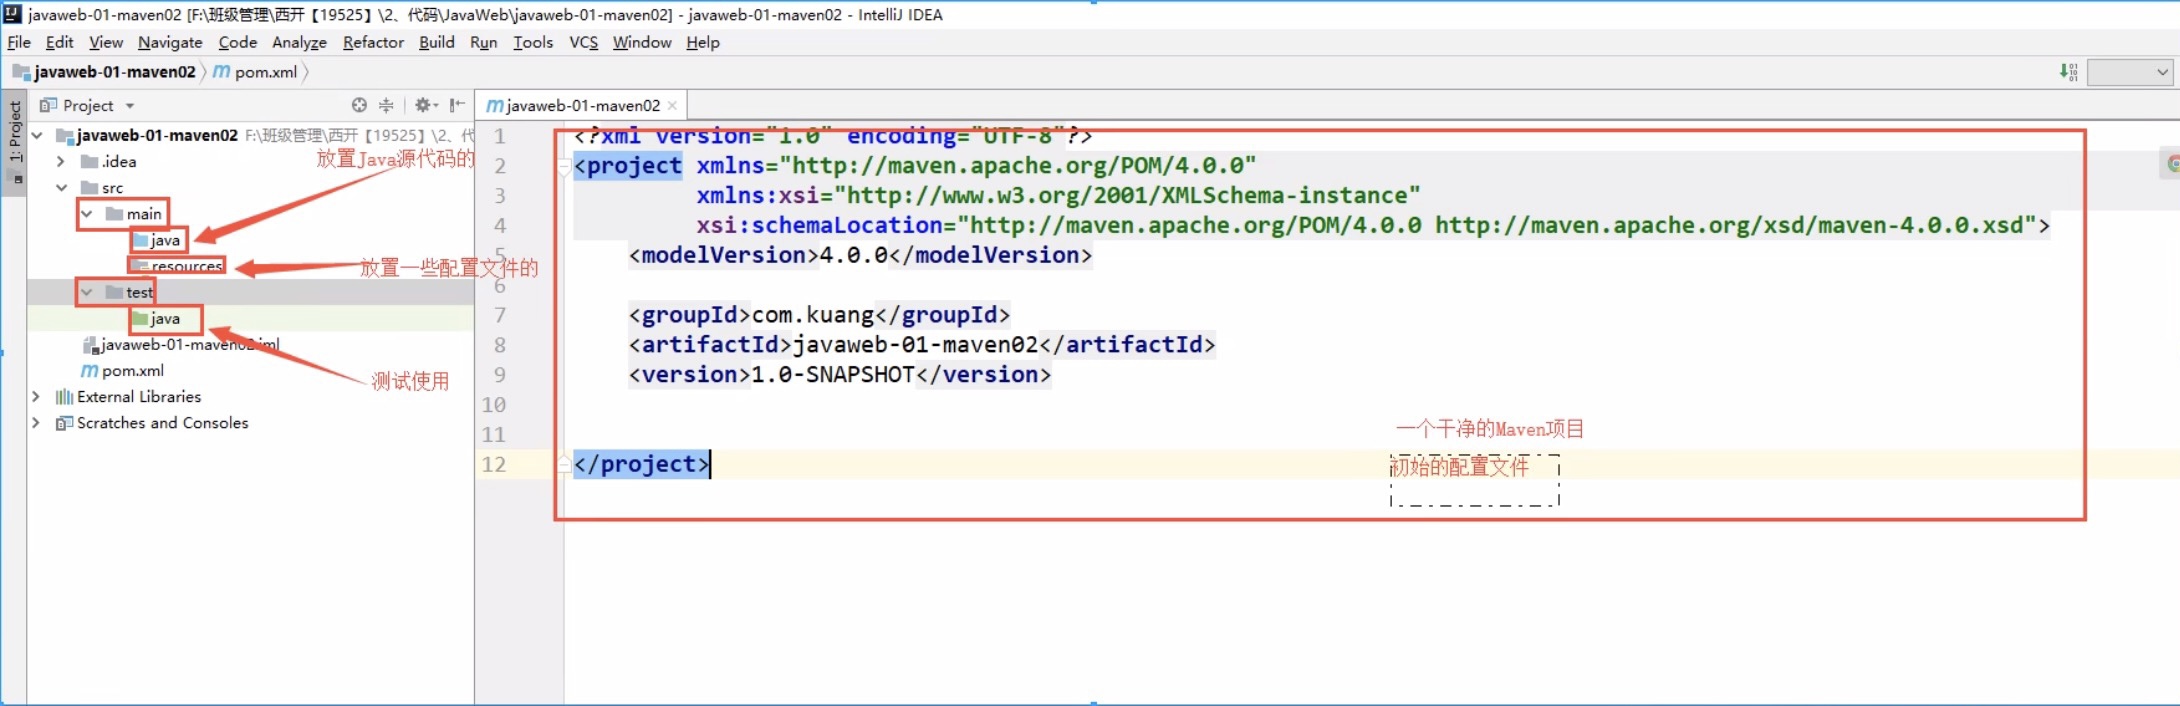 javaweb-01-maven02 [F:\班级管理\西开【19525】\2、代码\JavaWeb\javaweb-01-maven02] - javaweb-01-maven02 - IntelliJ IDEA
File Edit View Navigate Code Analyze Refactor Build Run Tools VCS Window Help
javaweb-01-maven02 pom.xml
1: Project
Project
javaweb-01-maven02 F:\班级管理\西开【19525】\2、代
.idea
放置Java源代码的
src
main
java
resources
放置一些配置文件的
test
java
javaweb-01-maven02.iml
pom.xml
测试使用
External Libraries
Scratches and Consoles
javaweb-01-maven02
1 <?xml version="1.0" encoding="UTF-8"?>
2 <project xmlns="http://maven.apache.org/POM/4.0.0"
3 xmlns:xsi="http://www.w3.org/2001/XMLSchema-instance"
4 xsi:schemaLocation="http://maven.apache.org/POM/4.0.0 http://maven.apache.org/xsd/maven-4.0.0.xsd">
5 <modelVersion>4.0.0</modelVersion>
6
7 <groupId>com.kuang</groupId>
8 <artifactId>javaweb-01-maven02</artifactId>
9 <version>1.0-SNAPSHOT</version>
10
11
12 </project>
一个干净的Maven项目
初始的配置文件